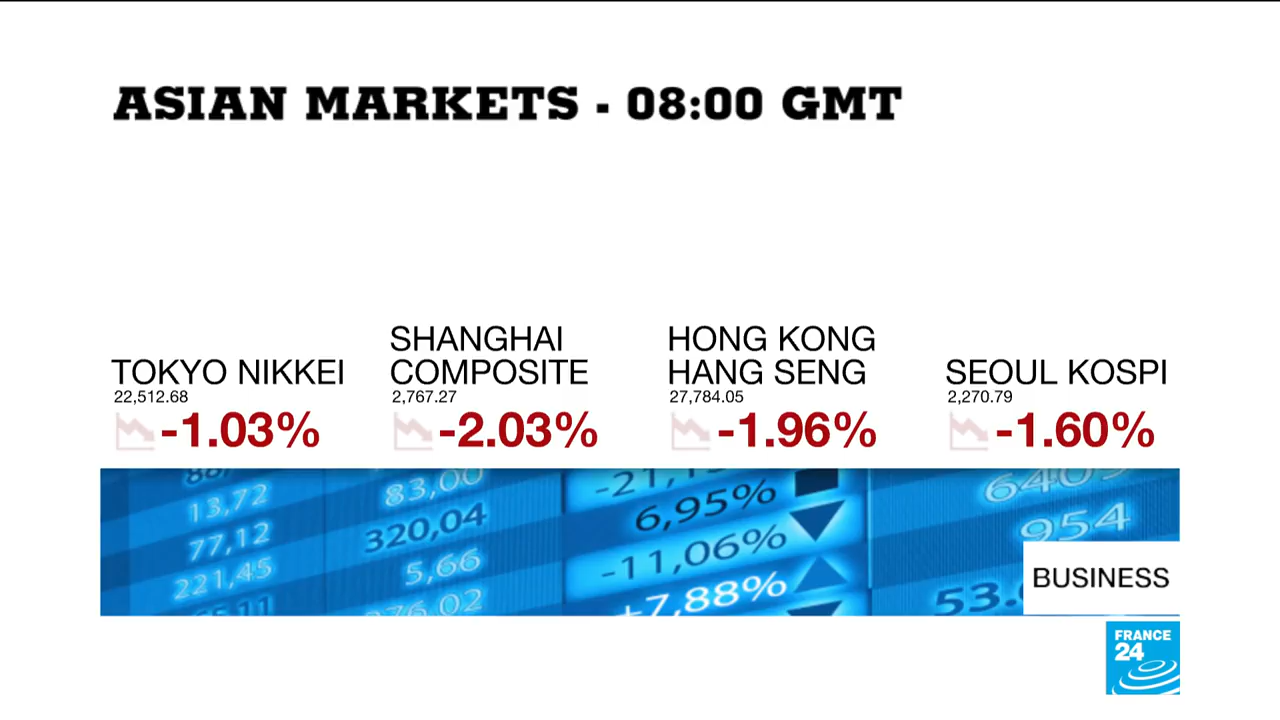 ASIAN MARKETS - 08:00 GMT
TOKYO NIKKEI
22,512.68
-1.03%
SHANGHAI
COMPOSITE
2,767.27
-2.03%
HONG KONG
HANG SENG
27,784.05
-1.96%
SEOUL KOSPI
2,270.79
-1.60%
13,72
77,12
221,45
83,00
320,04
5,66
6,95%
-11,06%
+7,88%
954
BUSINESS
FRANCE
24